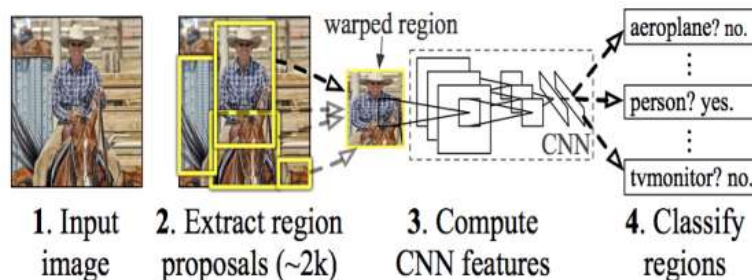 warped region
aeroplane? no.
⋮
person? yes.
⋮
tvmonitor? no.
CNN
1. Input
image
2. Extract region
proposals (~2k)
3. Compute
CNN features
4. Classify
regions